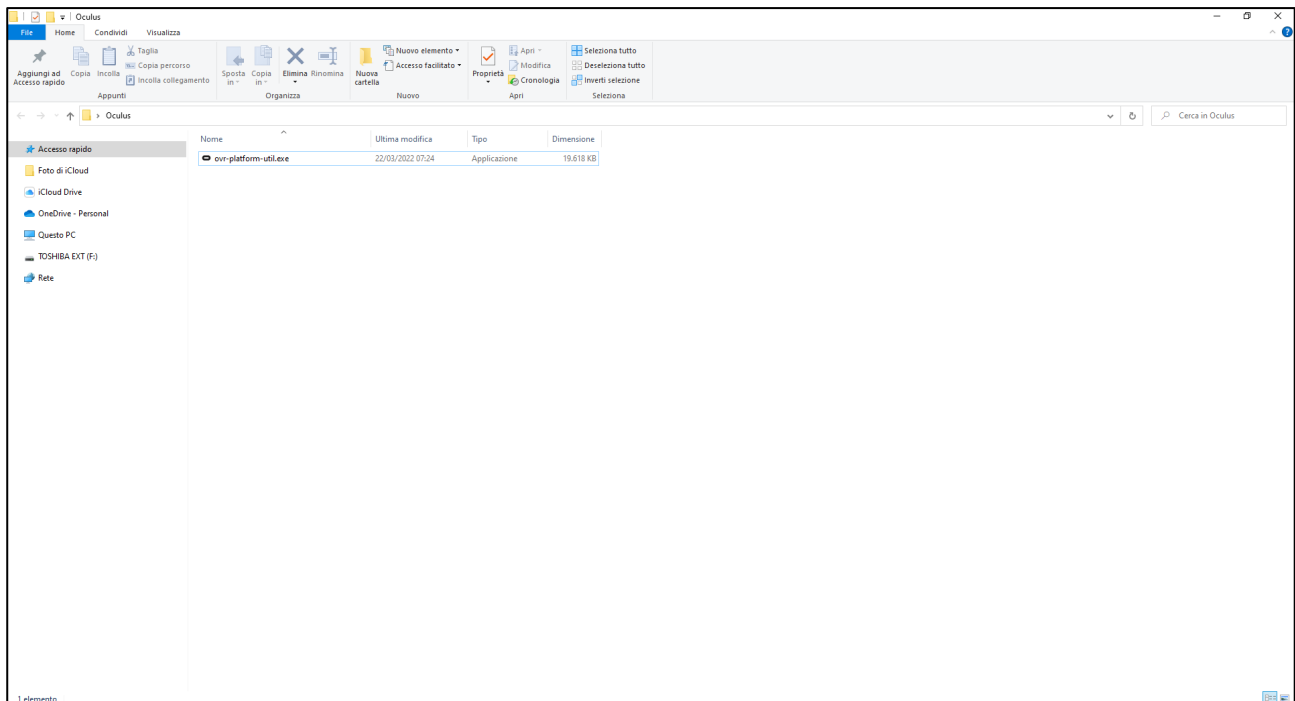 Oculus
File Home Condividi Visualizza
Aggiungi ad Accesso rapido
Copia
Incolla
Taglia
Copia percorso
Incolla collegamento
Appunti
Sposta in
Copia in
Elimina
Rinomina
Organizza
Nuova cartella
Nuovo elemento
Accesso facilitato
Nuovo
Proprietà
Apri
Modifica
Cronologia
Apri
Seleziona tutto
Deseleziona tutto
Inverti selezione
Seleziona
Oculus
Cerca in Oculus
Nome Ultima modifica Tipo Dimensione
ovr-platform-util.exe 22/03/2022 07:24 Applicazione 19.618 KB
Accesso rapido
Foto di iCloud
iCloud Drive
OneDrive - Personal
Questo PC
TOSHIBA EXT (F:)
Rete
1 elemento